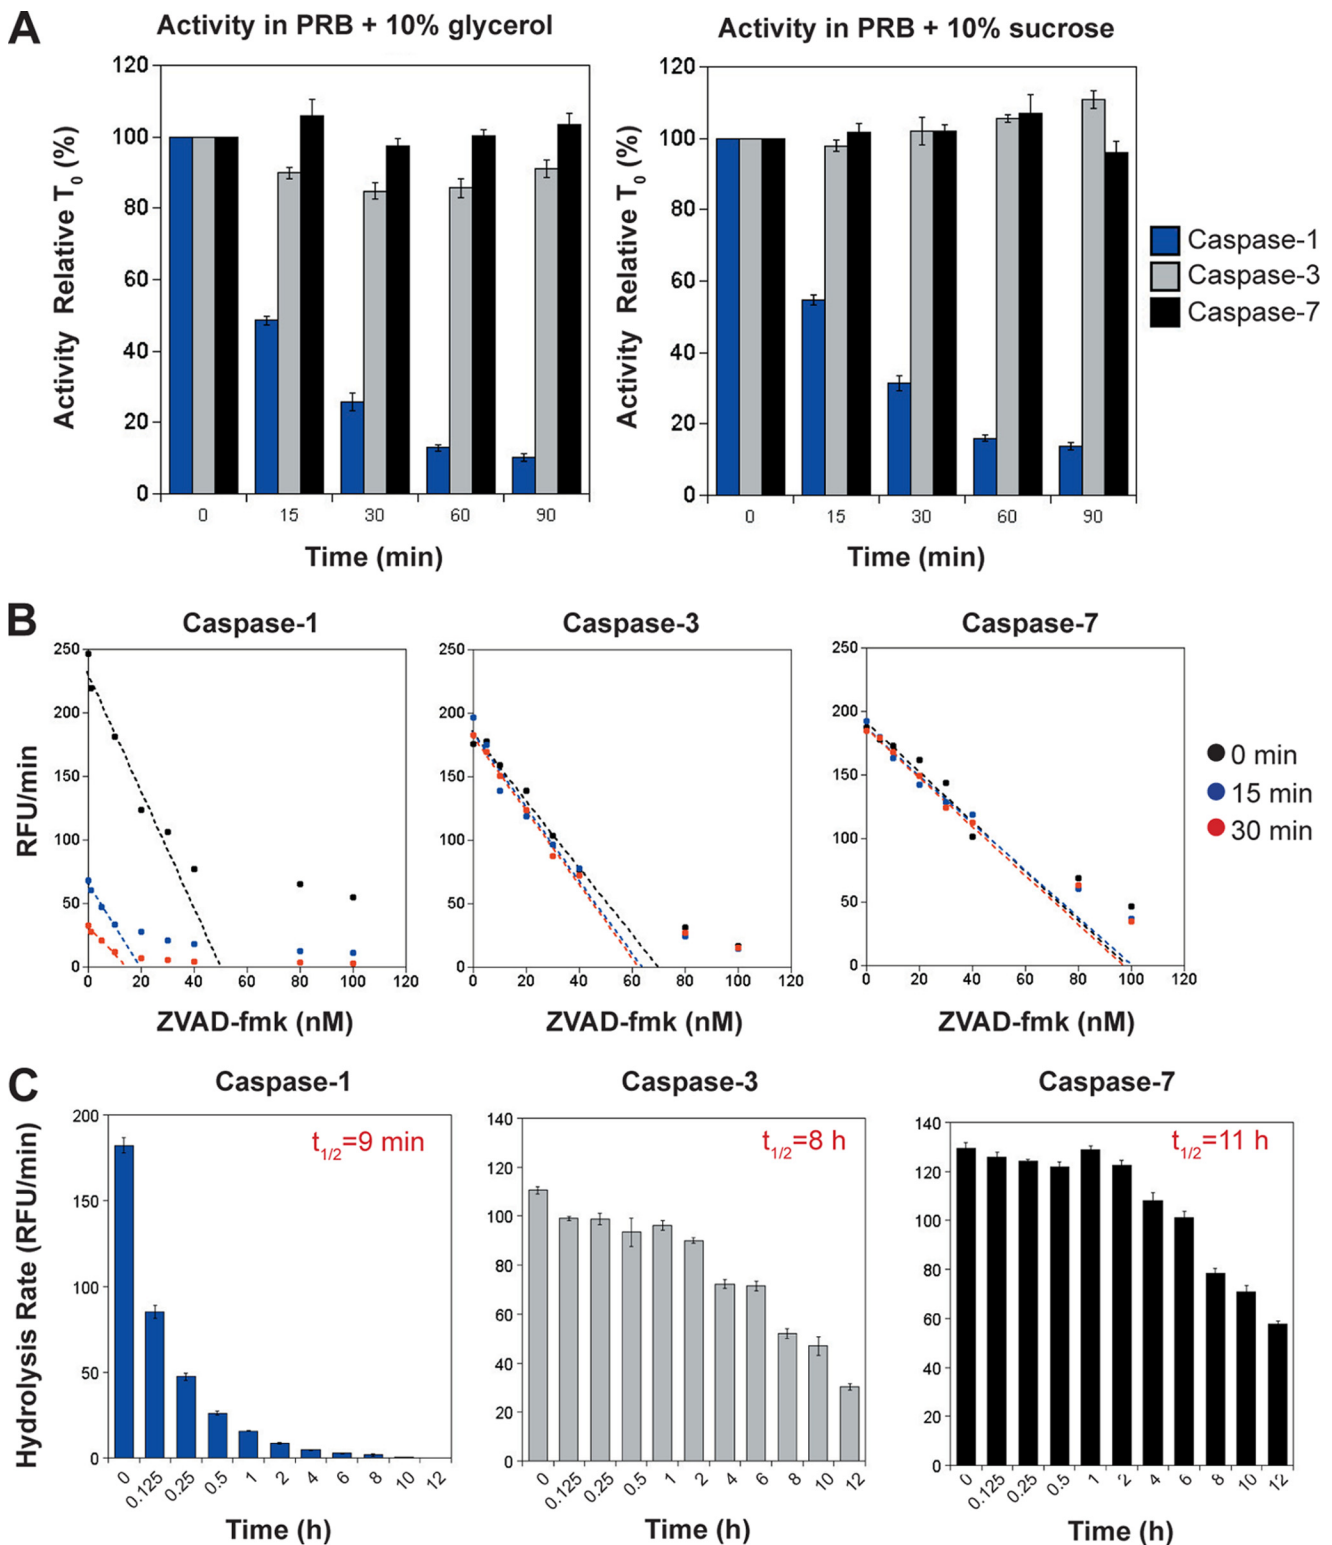 A
Activity in PRB + 10% glycerol
Activity Relative T0 (%)
120
100
80
60
40
20
0
0 15 30 60 90
Time (min)
Activity in PRB + 10% sucrose
Activity Relative T0 (%)
120
100
80
60
40
20
0
0 15 30 60 90
Time (min)
Caspase-1
Caspase-3
Caspase-7
B
Caspase-1
RFU/min
250
200
150
100
50
0
0 20 40 60 80 100 120
ZVAD-fmk (nM)
Caspase-3
250
200
150
100
50
0
0 20 40 60 80 100 120
ZVAD-fmk (nM)
Caspase-7
250
200
150
100
50
0
0 20 40 60 80 100 120
ZVAD-fmk (nM)
0 min
15 min
30 min
C
Caspase-1
t1/2=9 min
Hydrolysis Rate (RFU/min)
200
150
100
50
0
0 0.125 0.25 0.5 1 2 4 6 8 10 12
Time (h)
Caspase-3
t1/2=8 h
140
120
100
80
60
40
20
0
0 0.125 0.25 0.5 1 2 4 6 8 10 12
Time (h)
Caspase-7
t1/2=11 h
140
120
100
80
60
40
20
0
0 0.125 0.25 0.5 1 2 4 6 8 10 12
Time (h)